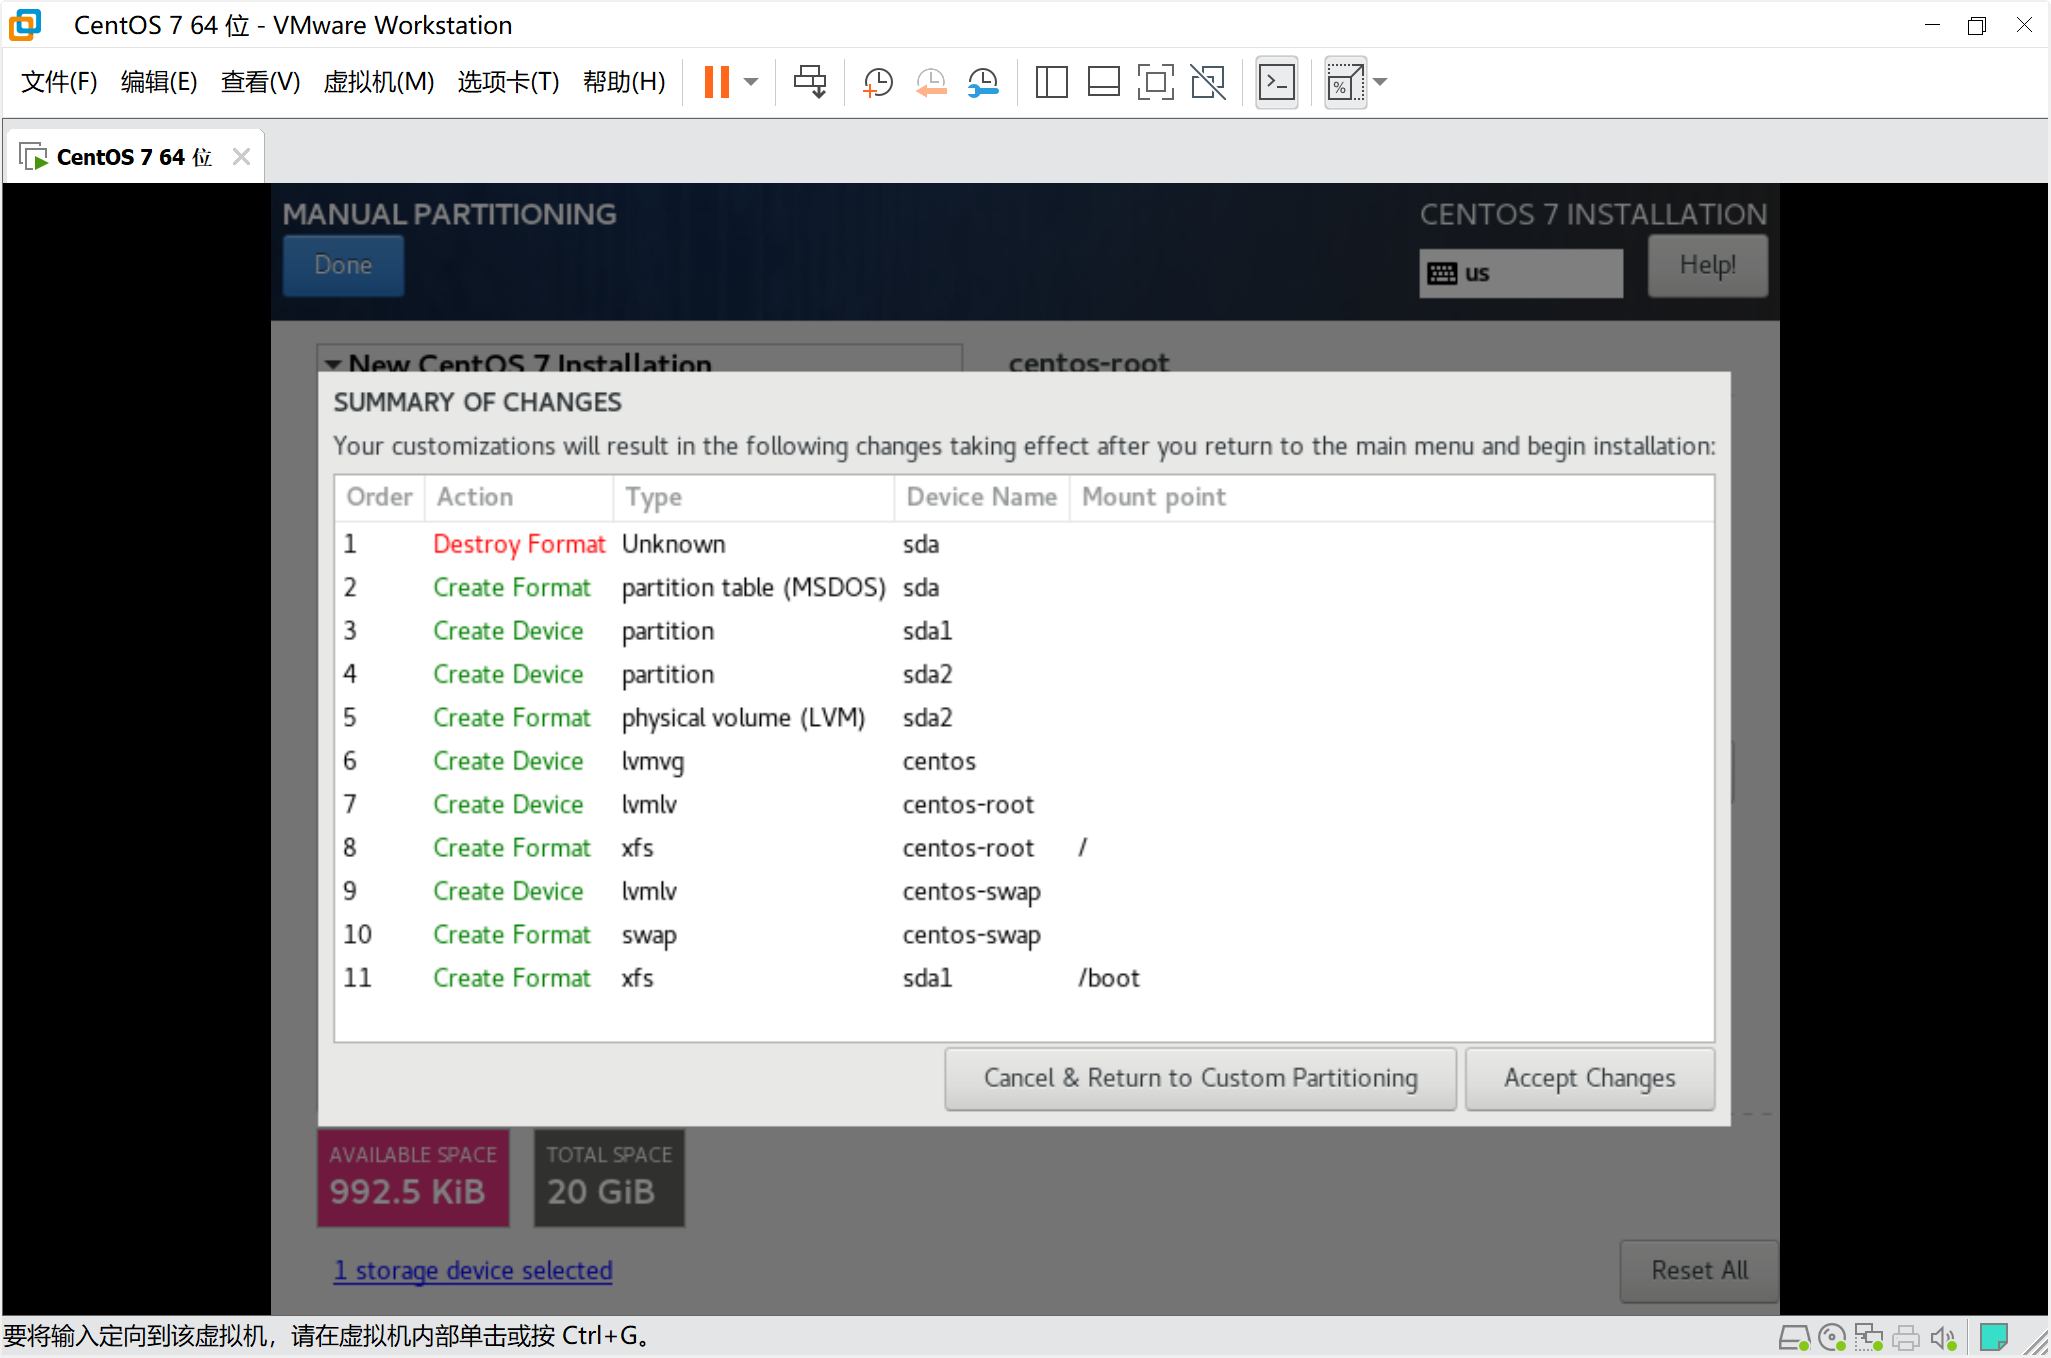 CentOS 7 64 位 - VMware Workstation
文件(F) 编辑(E) 查看(V) 虚拟机(M) 选项卡(T) 帮助(H)
CentOS 7 64 位
MANUAL PARTITIONING
CENTOS 7 INSTALLATION
Done
us
Help!
New CentOS 7 Installation
centos-root
SUMMARY OF CHANGES
Your customizations will result in the following changes taking effect after you return to the main menu and begin installation:
Order Action Type Device Name Mount point
1 Destroy Format Unknown sda
2 Create Format partition table (MSDOS) sda
3 Create Device partition sda1
4 Create Device partition sda2
5 Create Format physical volume (LVM) sda2
6 Create Device lvmvg centos
7 Create Device lvmlv centos-root
8 Create Format xfs centos-root /
9 Create Device lvmlv centos-swap
10 Create Format swap centos-swap
11 Create Format xfs sda1 /boot
Cancel & Return to Custom Partitioning Accept Changes
AVAILABLE SPACE
992.5 KiB
TOTAL SPACE
20 GiB
1 storage device selected
Reset All
要将输入定向到该虚拟机，请在虚拟机内部单击或按 Ctrl+G。